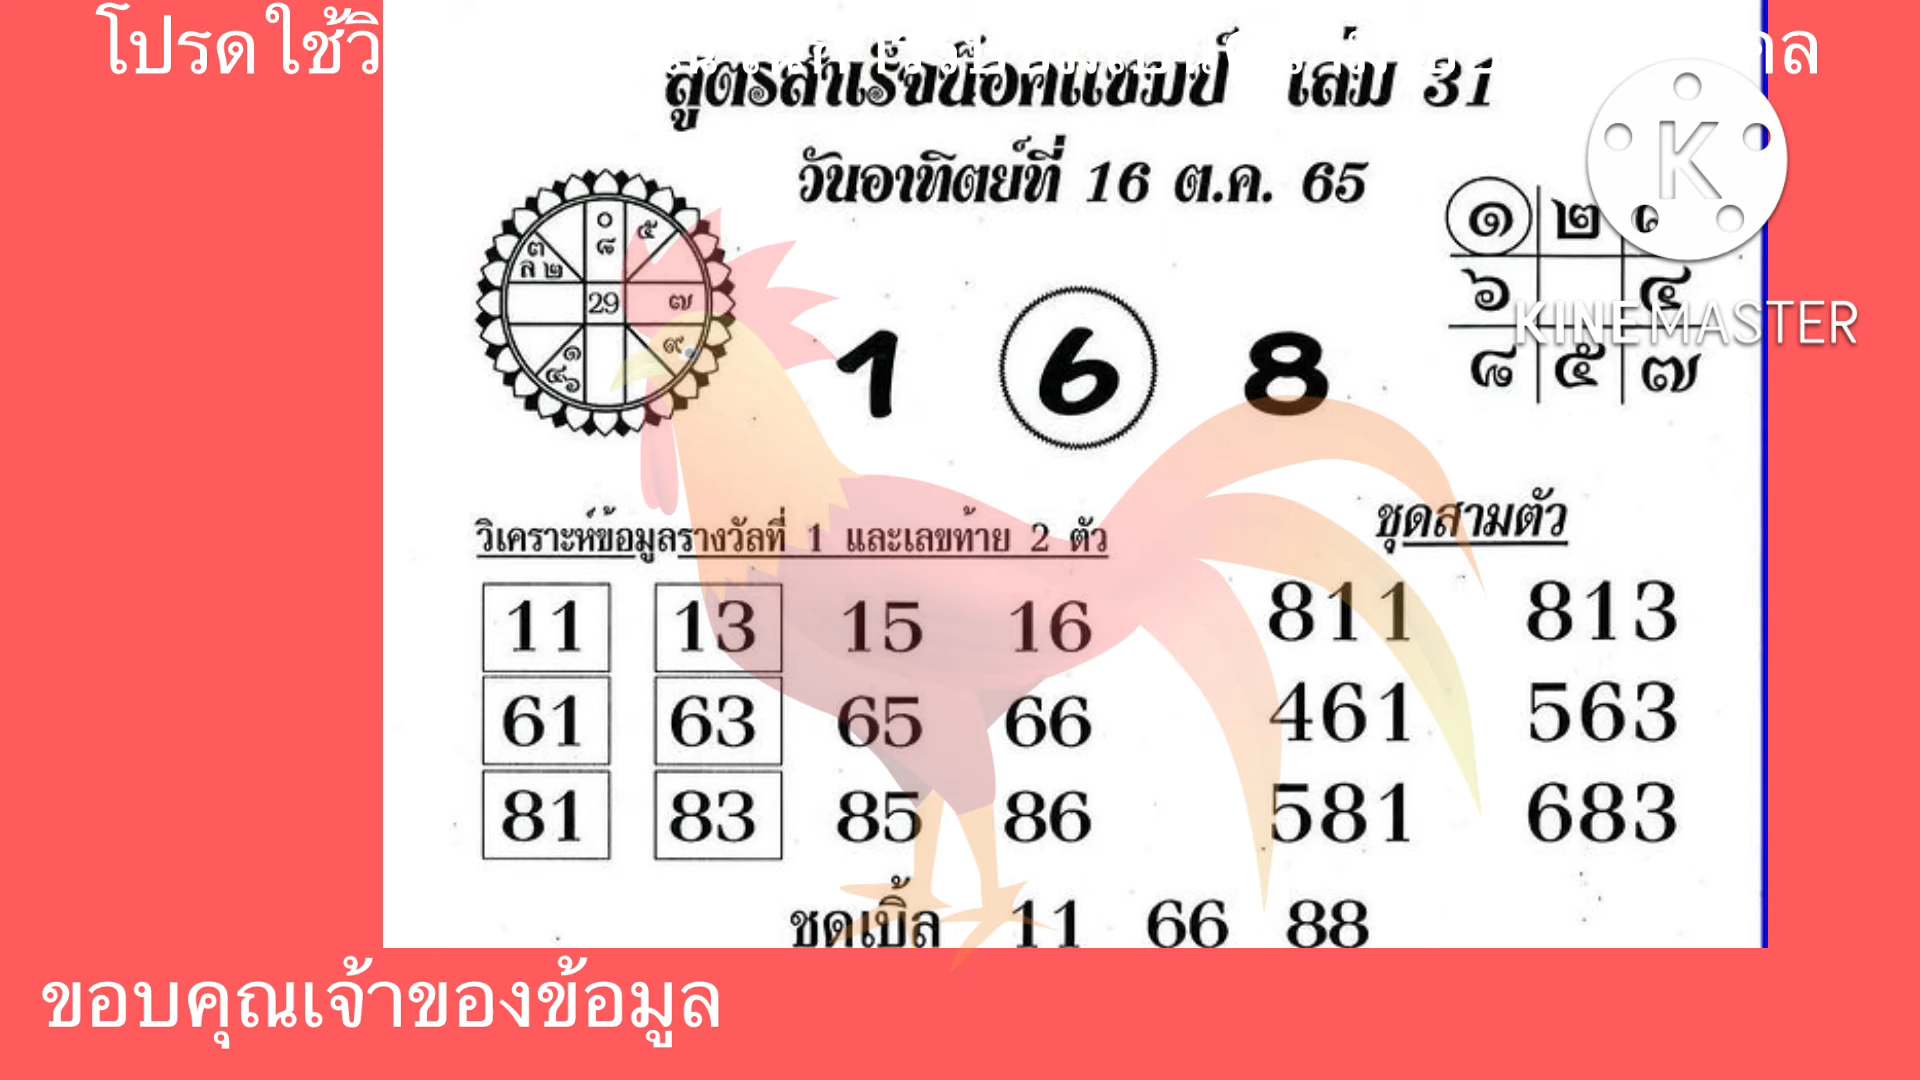 โปรดใช้วิ
สูตรสำเร็จน็อคแชมป์ เล่ม 31
วันอาทิตย์ที่ 16 ต.ค. 65
๐ ๕
๘
๓
ล ๒
29 ๗
๑ ๙
๔๖
1 6 8
๑ ๒
๖ ๔
๘ ๕ ๗
K
KINEMASTER
วิเคราะห์ข้อมูลรางวัลที่ 1 และเลขท้าย 2 ตัว
11 13 15 16
61 63 65 66
81 83 85 86
ชุดสามตัว
811 813
461 563
581 683
ชุดเบิ้ล 11 66 88
ขอบคุณเจ้าของข้อมูล